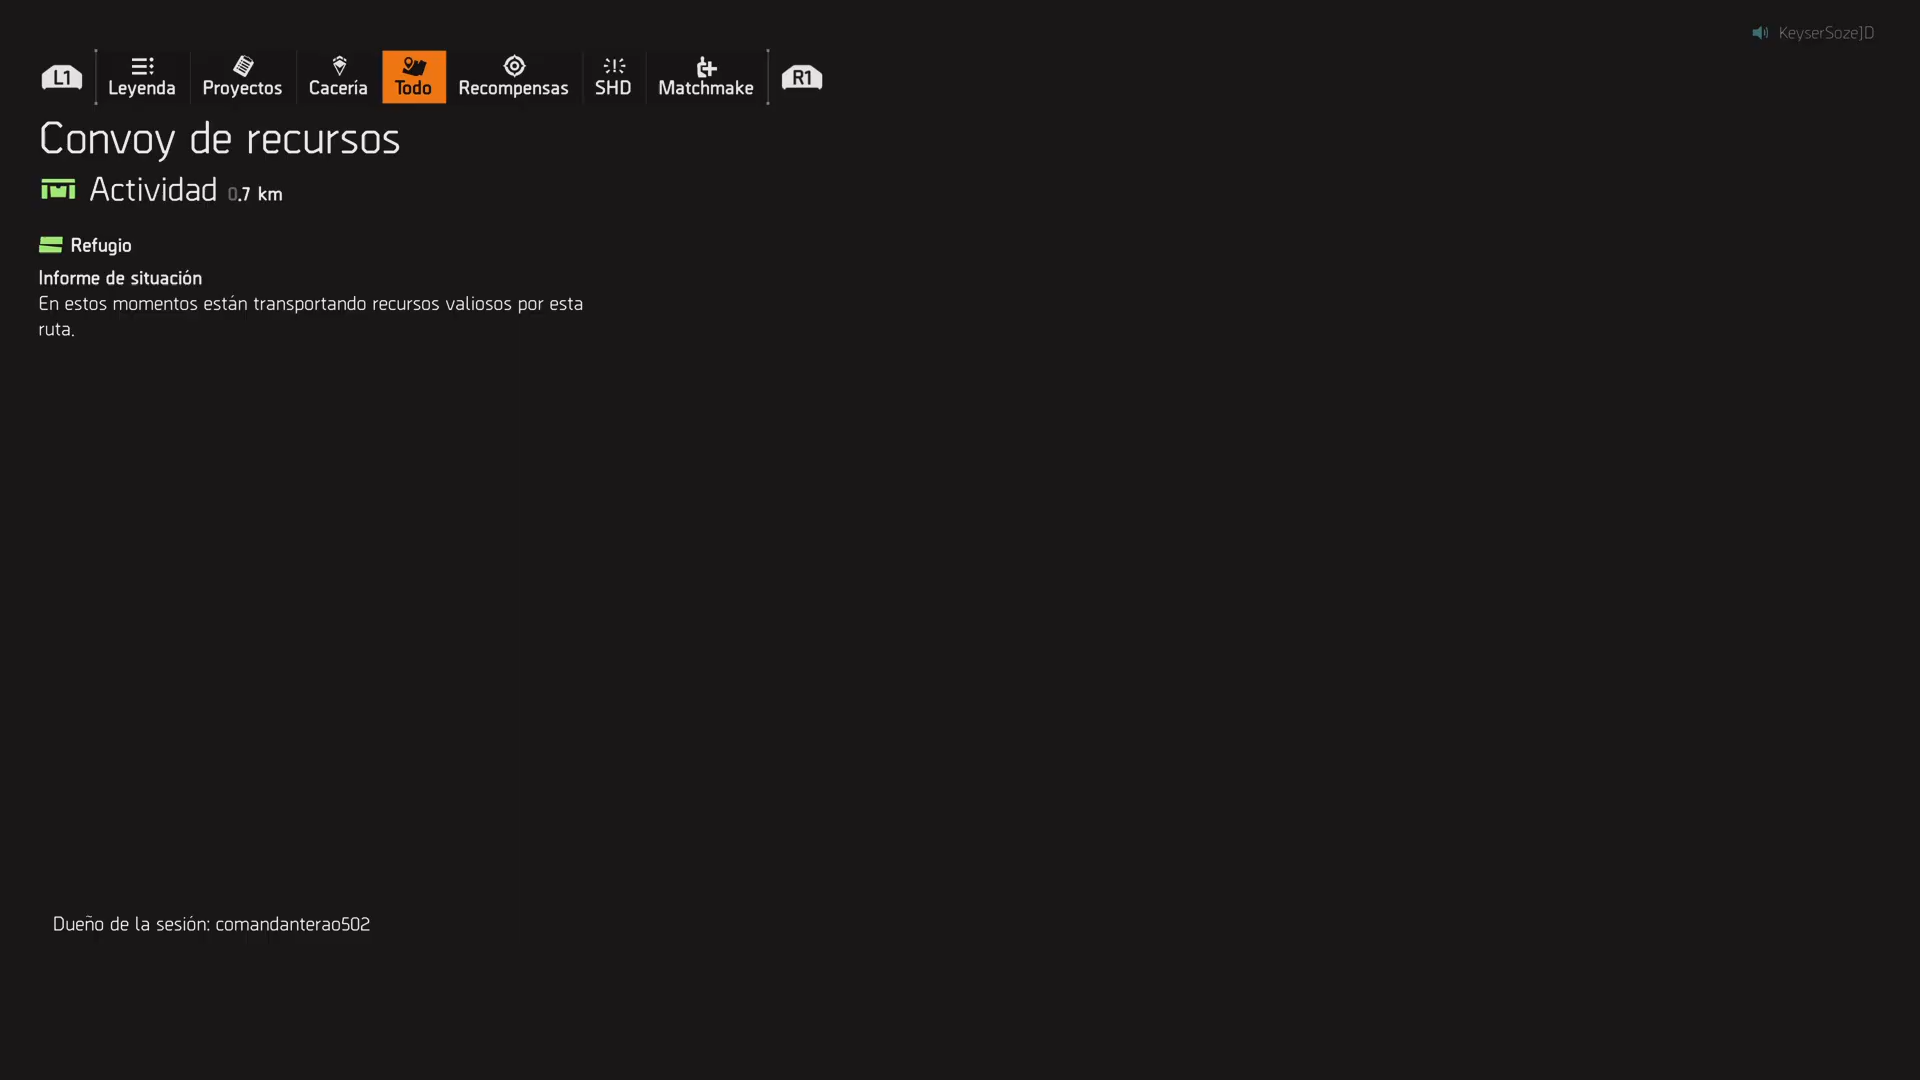 KeyserSoze]D
L1 Leyenda Proyectos Cacería Todo Recompensas SHD Matchmake R1
Convoy de recursos
Actividad 0.7 km
Refugio
Informe de situación
En estos momentos están transportando recursos valiosos por esta
ruta.
Dueño de la sesión: comandanterao502